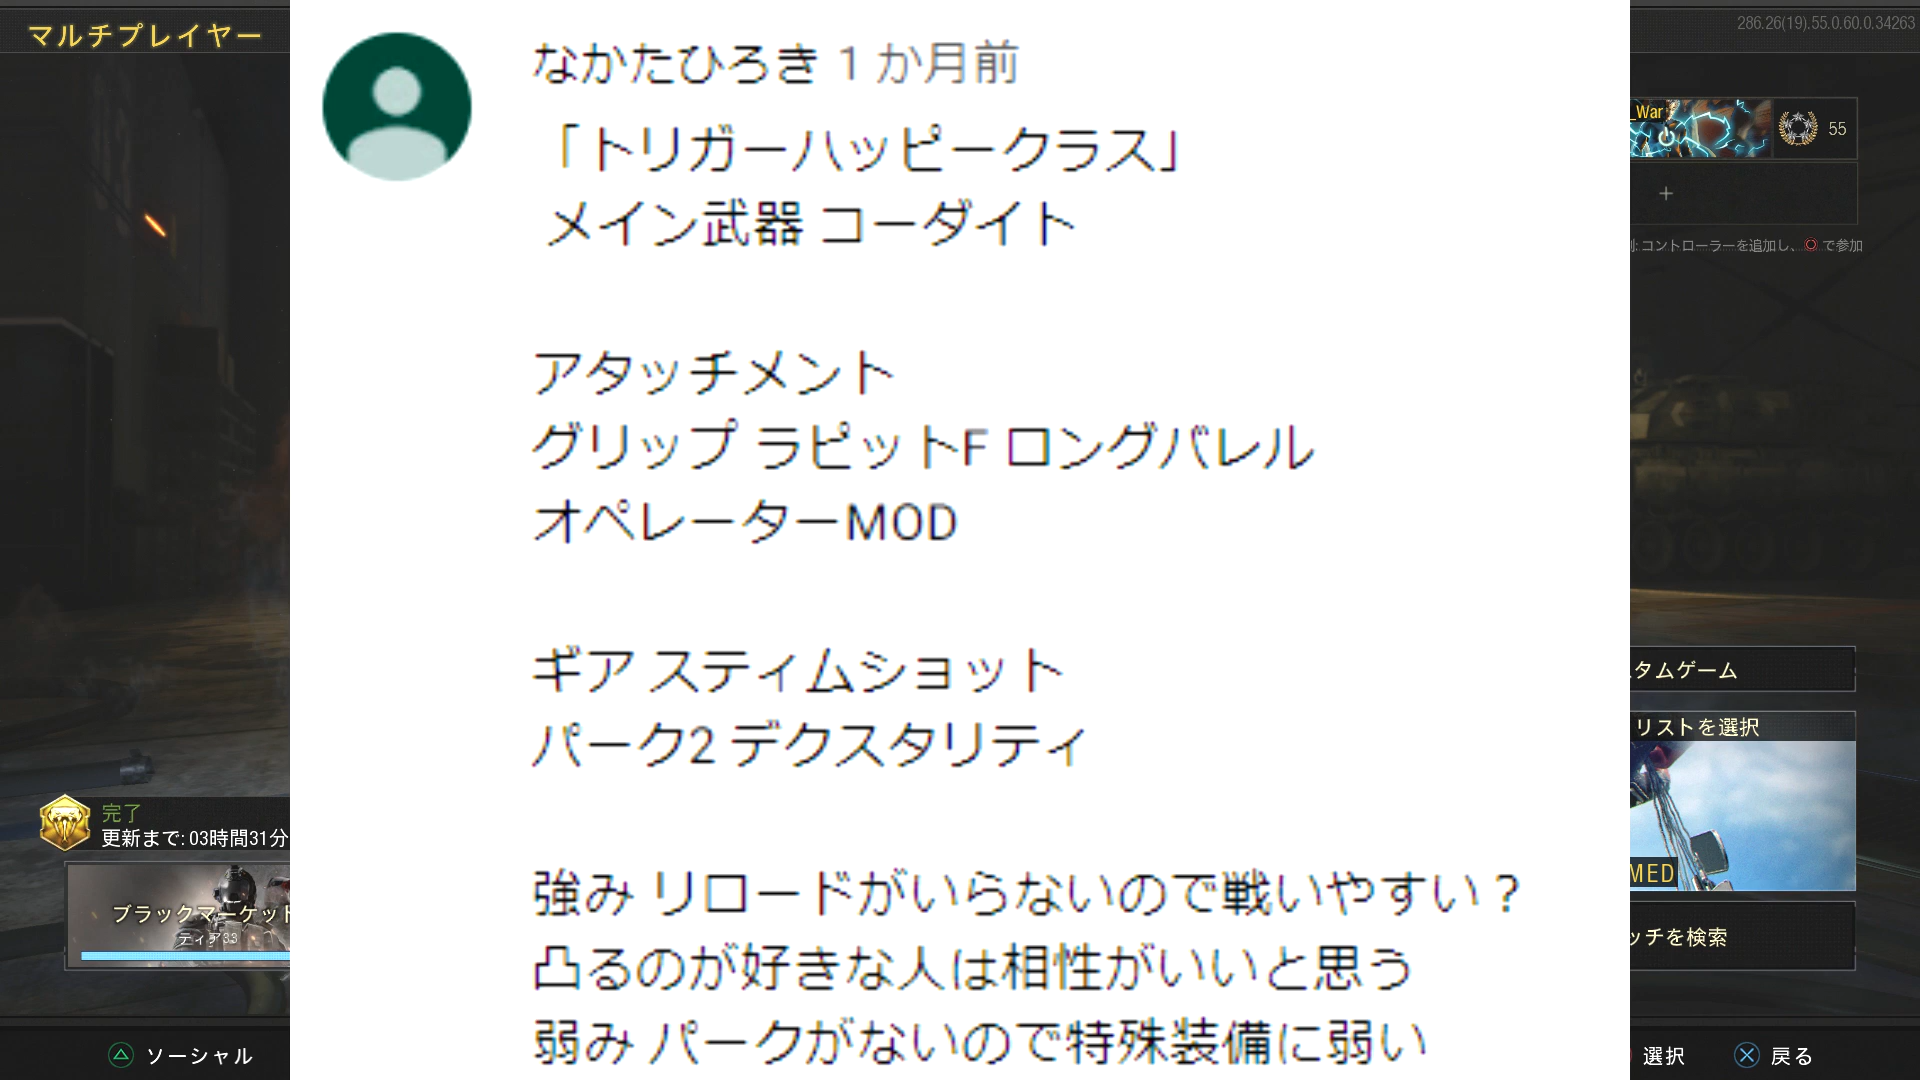 マルチプレイヤー
286.26(19).55.0.60.0.34263
なかたひろき 1 か月前
「トリガーハッピークラス」
メイン武器 コーダイト
アタッチメント
グリップ ラピットF ロングバレル
オペレーターMOD
ギア スティムショット
パーク2 デクスタリティ
強み リロードがいらないので戦いやすい？
凸るのが好きな人は相性がいいと思う
弱み パークがないので特殊装備に弱い
_War
55
+
コントローラーを追加し、 で参加
タムゲーム
リストを選択
MED
ッチを検索
完了
更新まで: 03時間31分
ブラックマーケット
ティア33
ソーシャル
選択
戻る